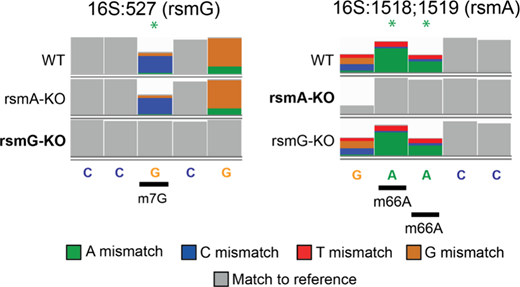 16S:527 (rsmG)
*
WT
rsmA-KO
rsmG-KO
C C G C G
m7G
16S:1518;1519 (rsmA)
* *
WT
rsmA-KO
rsmG-KO
G A A C C
m66A
m66A
A mismatch C mismatch T mismatch G mismatch
Match to reference